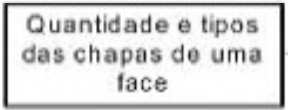 Quantidade e tipos
das chapas de uma
face